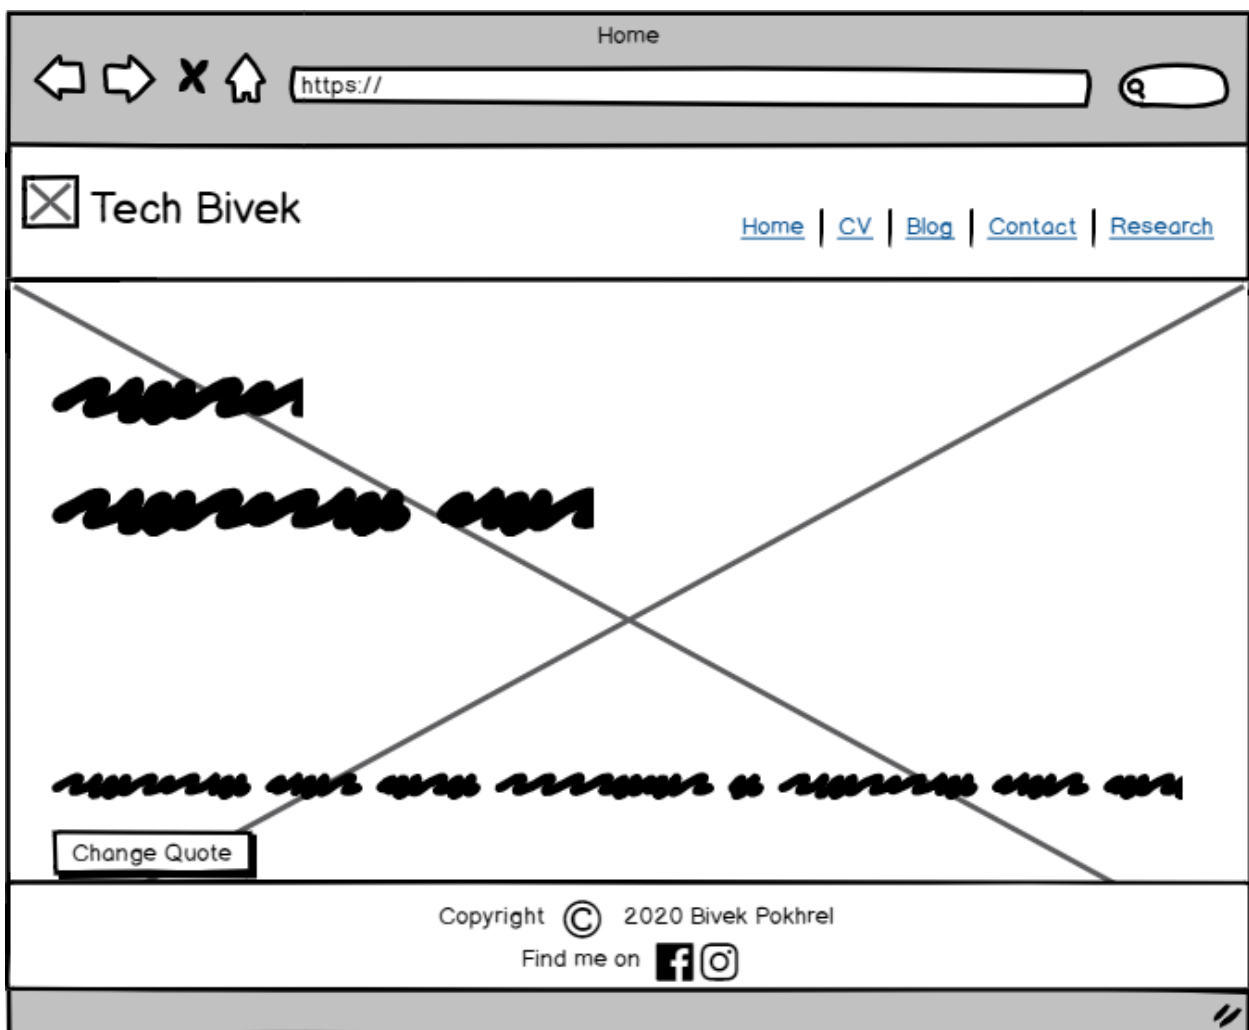 Home
https://
Tech Bivek
Home | CV | Blog | Contact | Research
Change Quote
Copyright © 2020 Bivek Pokhrel
Find me on